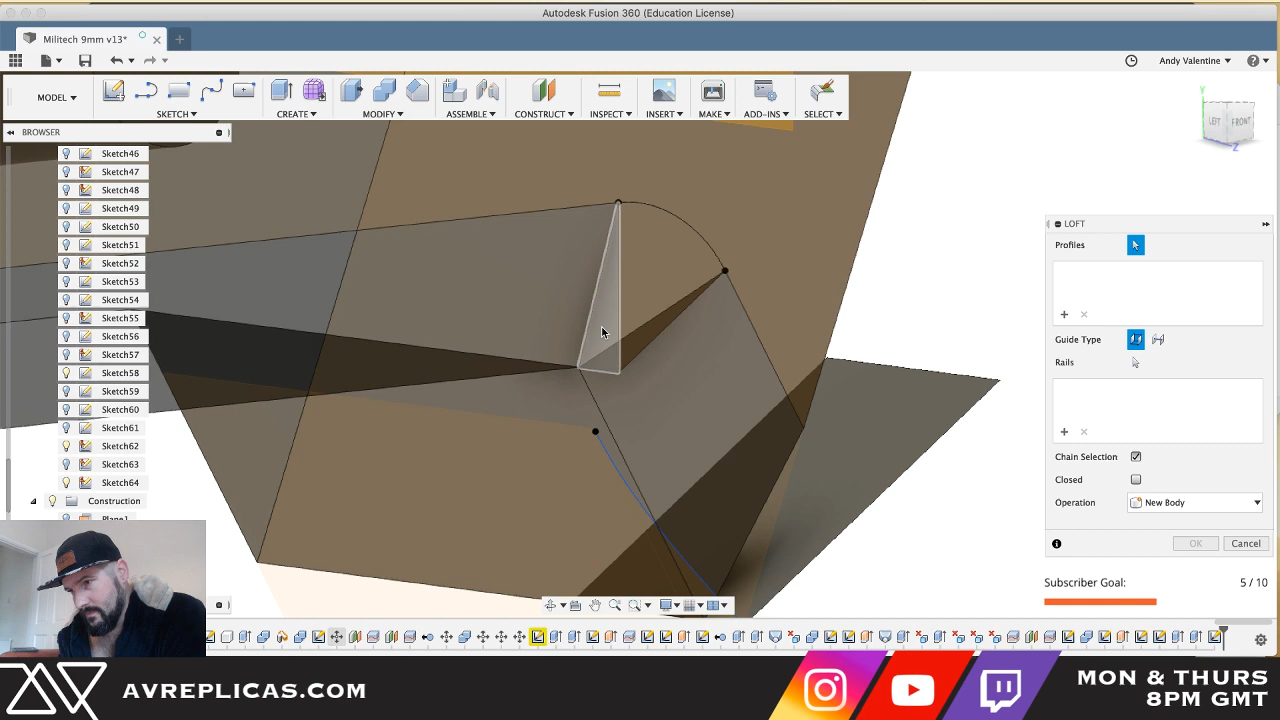 Autodesk Fusion 360 (Education License)
Militech 9mm v13*
Andy Valentine
MODEL
SKETCH
CREATE
MODIFY
ASSEMBLE
CONSTRUCT
INSPECT
INSERT
MAKE
ADD-INS
SELECT
Y
LEFT
FRONT
Z
BROWSER
Sketch46
Sketch47
Sketch48
Sketch49
Sketch50
Sketch51
Sketch52
Sketch53
Sketch54
Sketch55
Sketch56
Sketch57
Sketch58
Sketch59
Sketch60
Sketch61
Sketch62
Sketch63
Sketch64
Construction
Plane1
LOFT
Profiles
Guide Type
Rails
Chain Selection
Closed
Operation
New Body
OK
Cancel
Subscriber Goal: 5 / 10
AVREPLICAS.COM
MON & THURS
8PM GMT